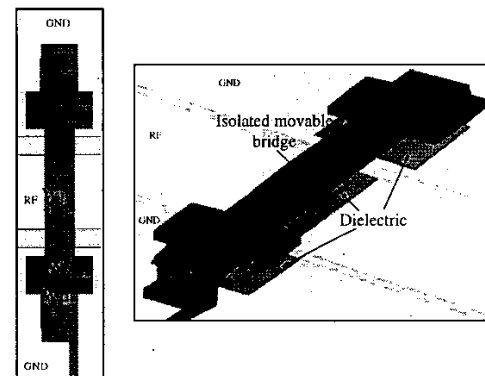 GND
RF
GND
GND
RF
Isolated movable
bridge
GND
Dielectric